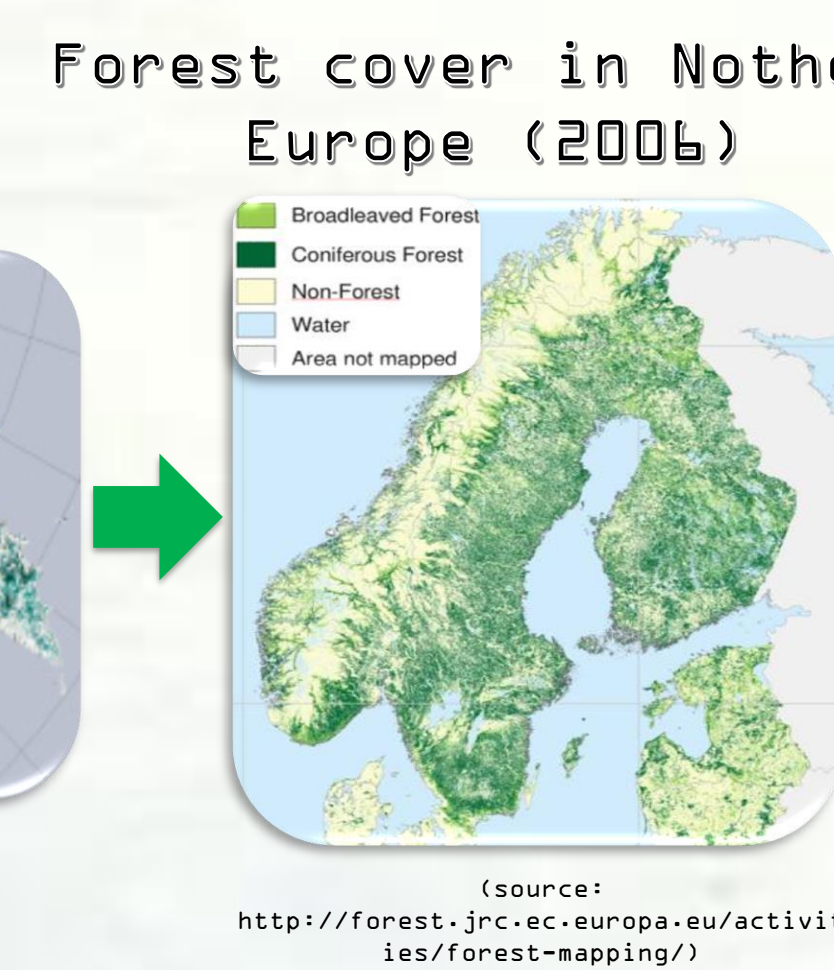 Forest cover in Nothe
Europe (2006)
Broadleaved Forest
Coniferous Forest
Non-Forest
Water
Area not mapped
(source:
http://forest.jrc.ec.europa.eu/activit
ies/forest-mapping/)